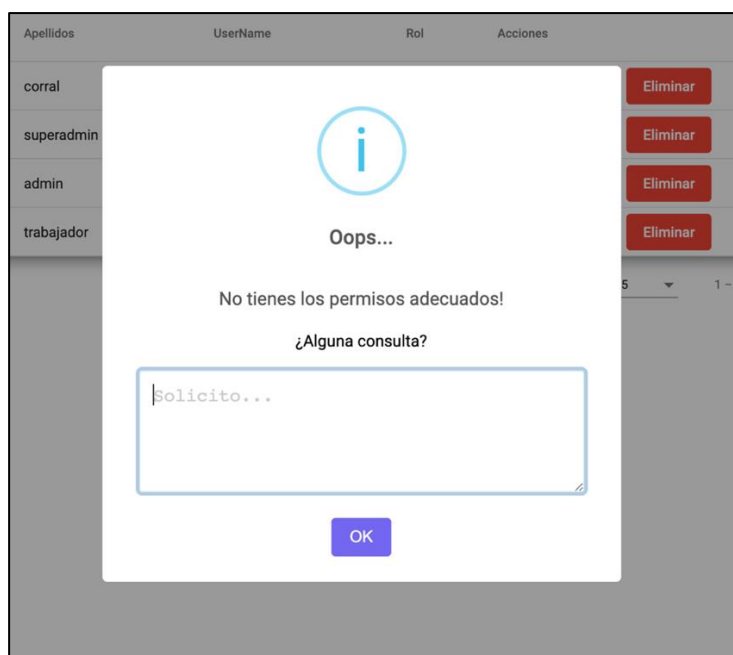 Apellidos UserName Rol Acciones
corral Eliminar
superadmin Eliminar
admin Eliminar
trabajador Eliminar
5 1 –
i
Oops...
No tienes los permisos adecuados!
¿Alguna consulta?
Solicito...
OK